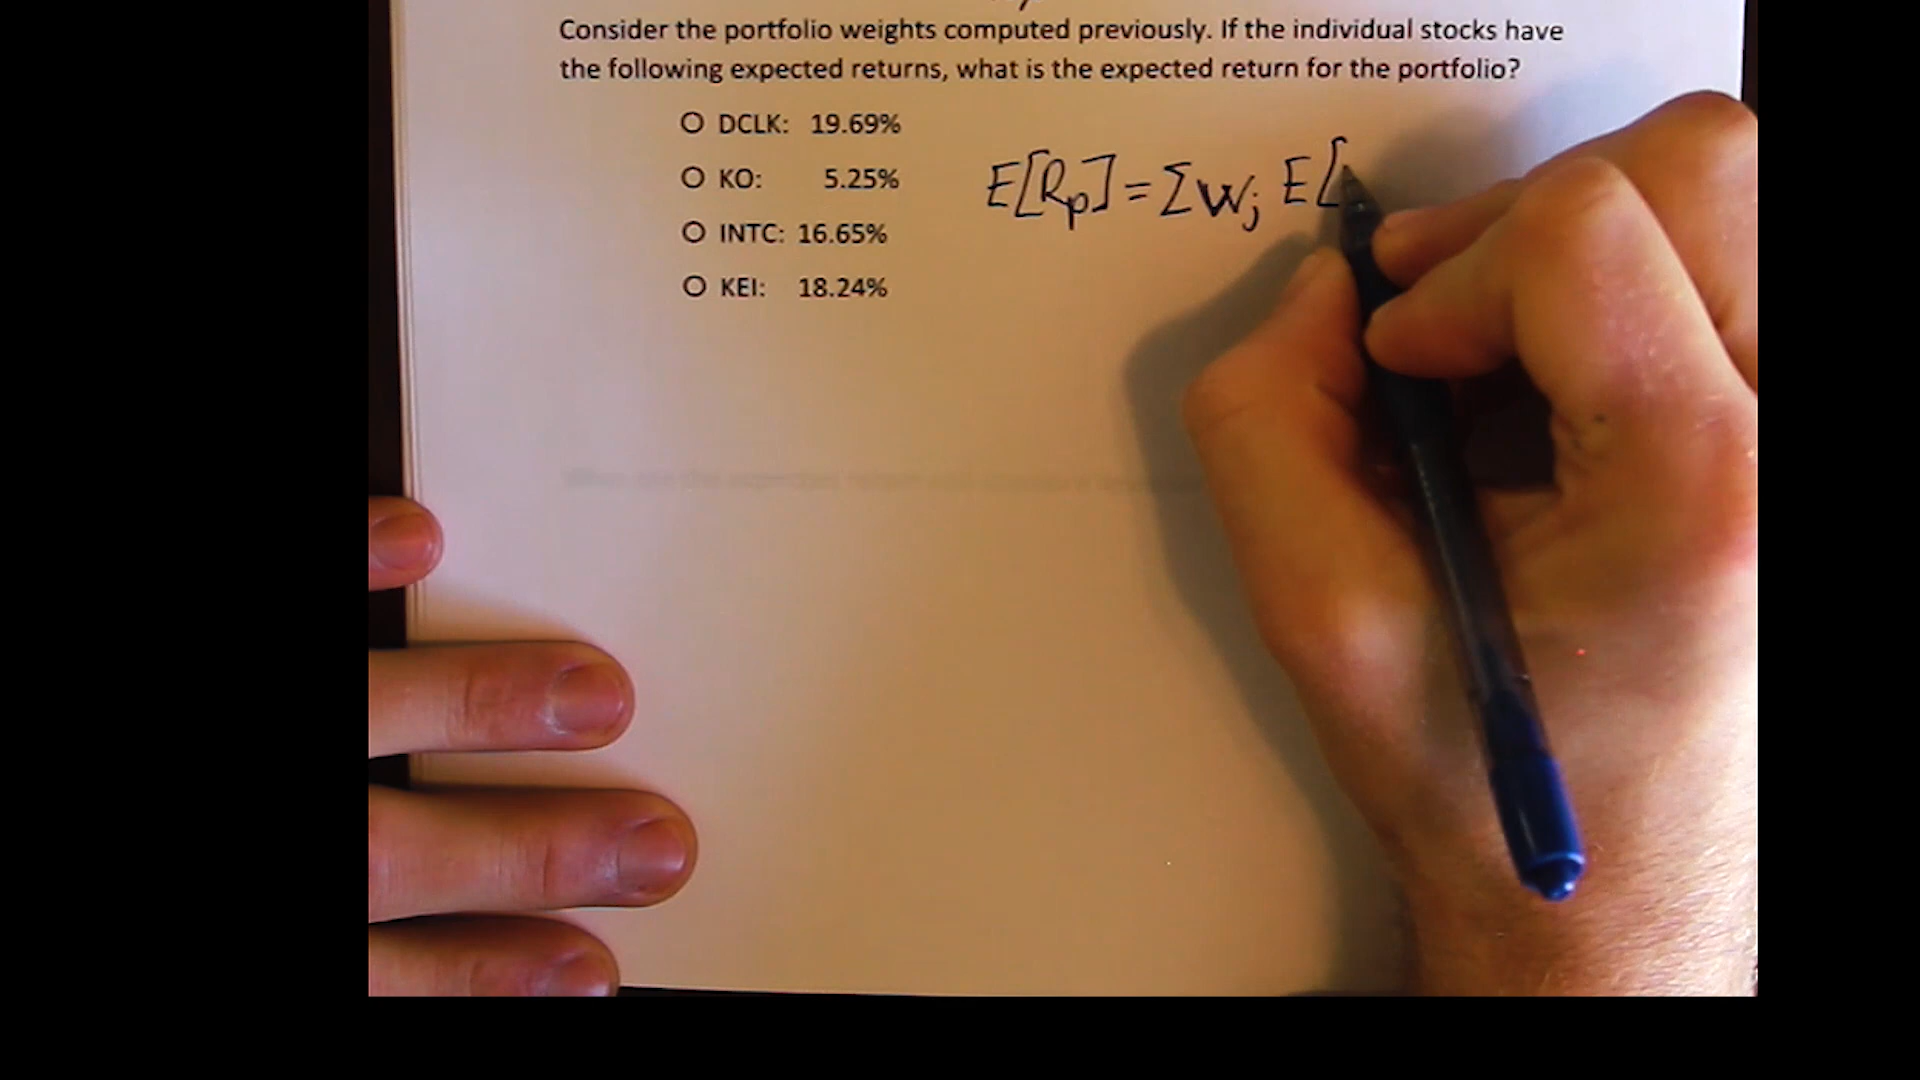 Consider the portfolio weights computed previously. If the individual stocks have
the following expected returns, what is the expected return for the portfolio?
O DCLK: 19.69%
O KO: 5.25%
O INTC: 16.65%
O KEI: 18.24%
E[Rp] = Σwj E[